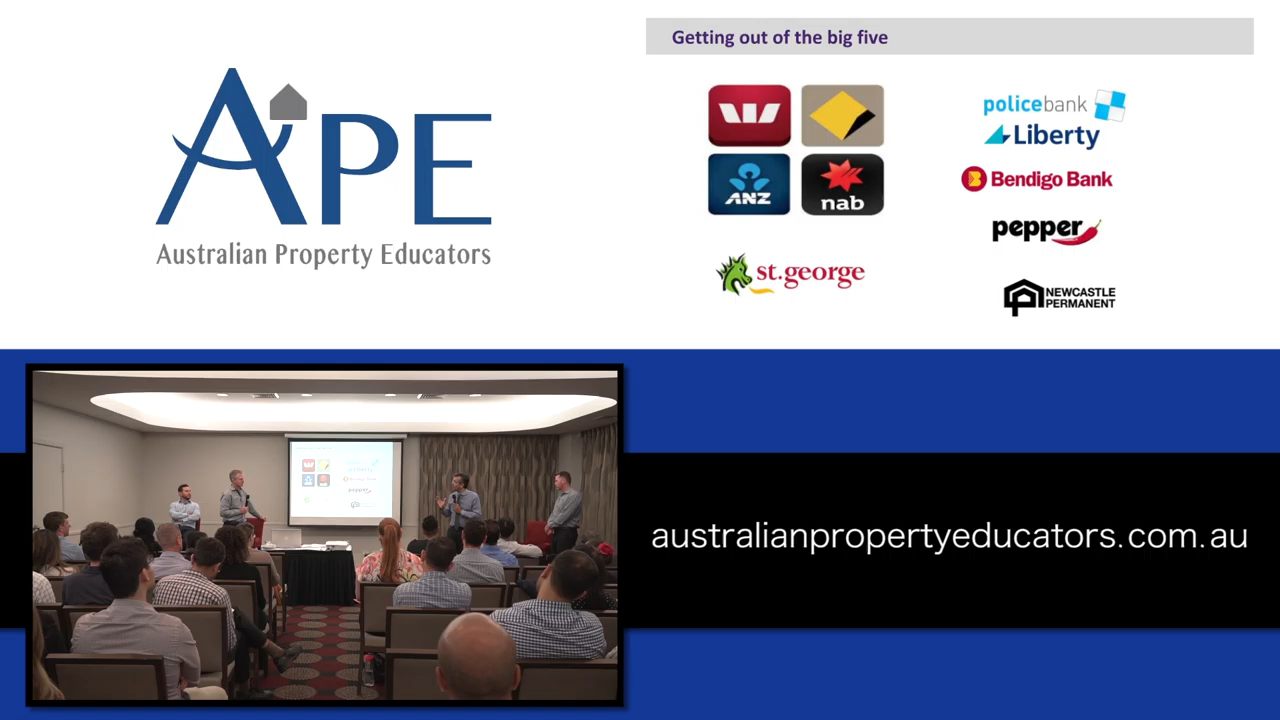 APE
Australian Property Educators
Getting out of the big five
ANZ
nab
st.george
policebank
Liberty
Bendigo Bank
pepper
NEWCASTLE
PERMANENT
australianpropertyeducators.com.au